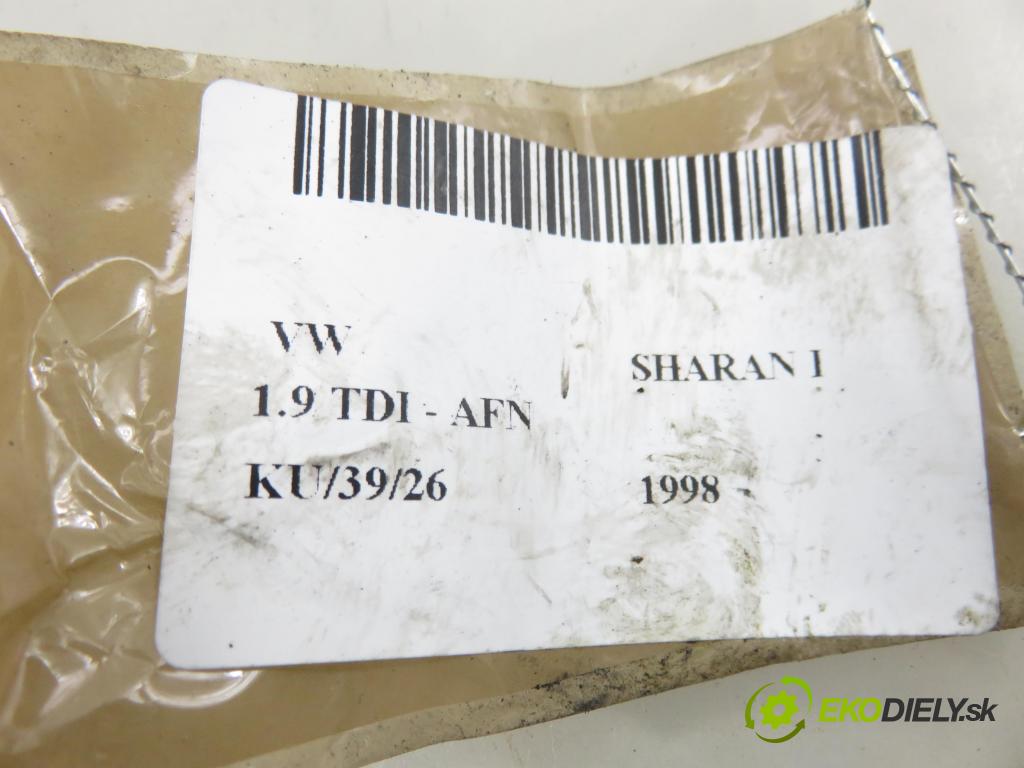 VW
SHARAN I
1.9 TDI - AFN
KU/39/26
1998
EKODIELY.sk